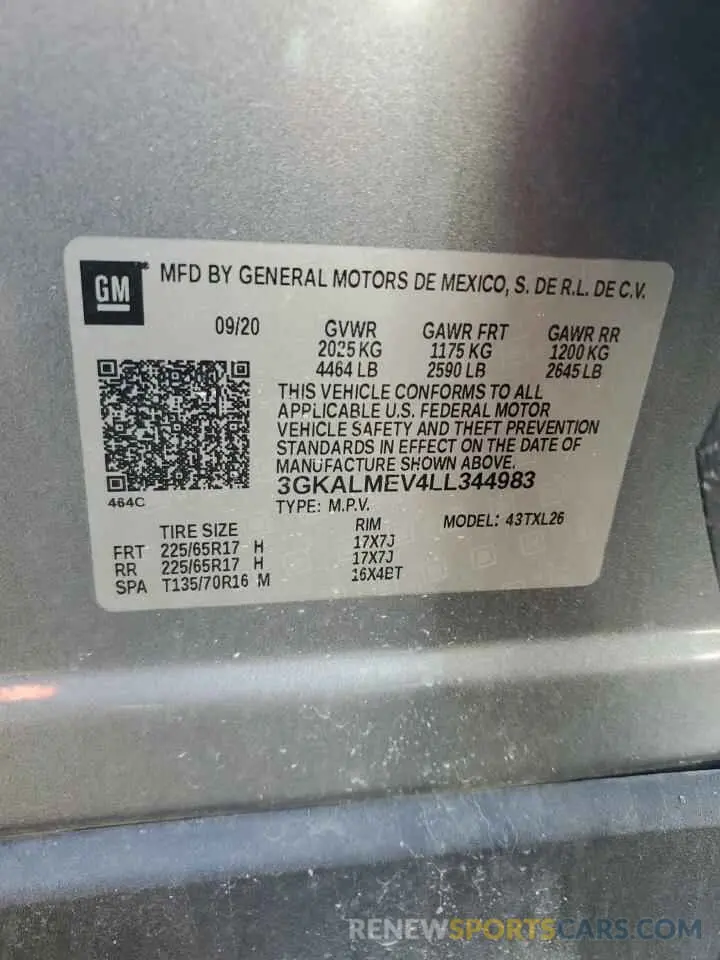 GM MFD BY GENERAL MOTORS DE MEXICO, S. DE R.L. DE C.V.
09/20 GVWR GAWR FRT GAWR RR
2025 KG 1175 KG 1200 KG
4464 LB 2590 LB 2645 LB
THIS VEHICLE CONFORMS TO ALL
APPLICABLE U.S. FEDERAL MOTOR
VEHICLE SAFETY AND THEFT PREVENTION
STANDARDS IN EFFECT ON THE DATE OF
MANUFACTURE SHOWN ABOVE.
3GKALMEV4LL344983
464C
TYPE: M.P.V. MODEL: 43TXL26
TIRE SIZE RIM
FRT 225/65R17 H 17X7J
RR 225/65R17 H 17X7J
SPA T135/70R16 M 16X4BT
RENEWSPORTSCARS.COM